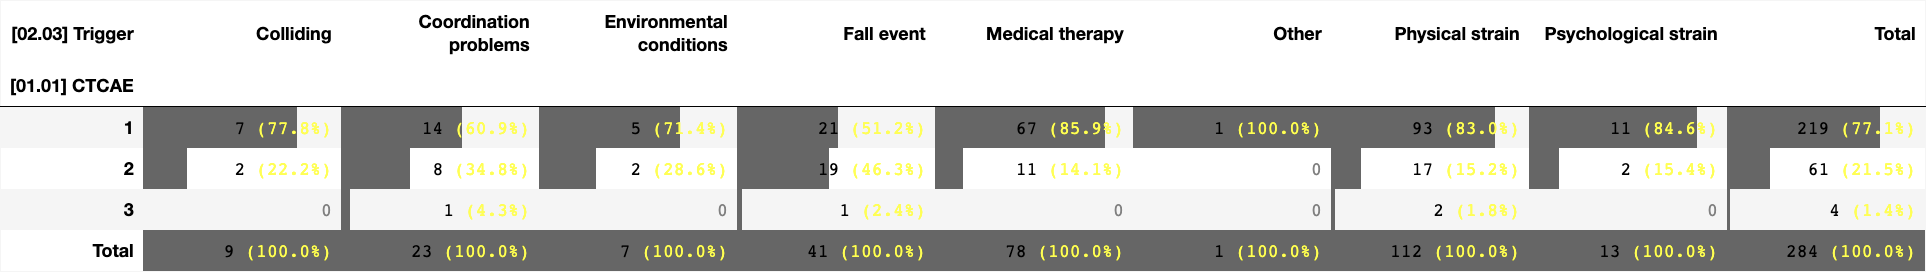 [02.03] Trigger Colliding Coordination problems Environmental conditions Fall event Medical therapy Other Physical strain Psychological strain Total
[01.01] CTCAE
1 7 (77.8%) 14 (60.9%) 5 (71.4%) 21 (51.2%) 67 (85.9%) 1 (100.0%) 93 (83.0%) 11 (84.6%) 219 (77.1%)
2 2 (22.2%) 8 (34.8%) 2 (28.6%) 19 (46.3%) 11 (14.1%) 0 17 (15.2%) 2 (15.4%) 61 (21.5%)
3 0 1 (4.3%) 0 1 (2.4%) 0 0 2 (1.8%) 0 4 (1.4%)
Total 9 (100.0%) 23 (100.0%) 7 (100.0%) 41 (100.0%) 78 (100.0%) 1 (100.0%) 112 (100.0%) 13 (100.0%) 284 (100.0%)